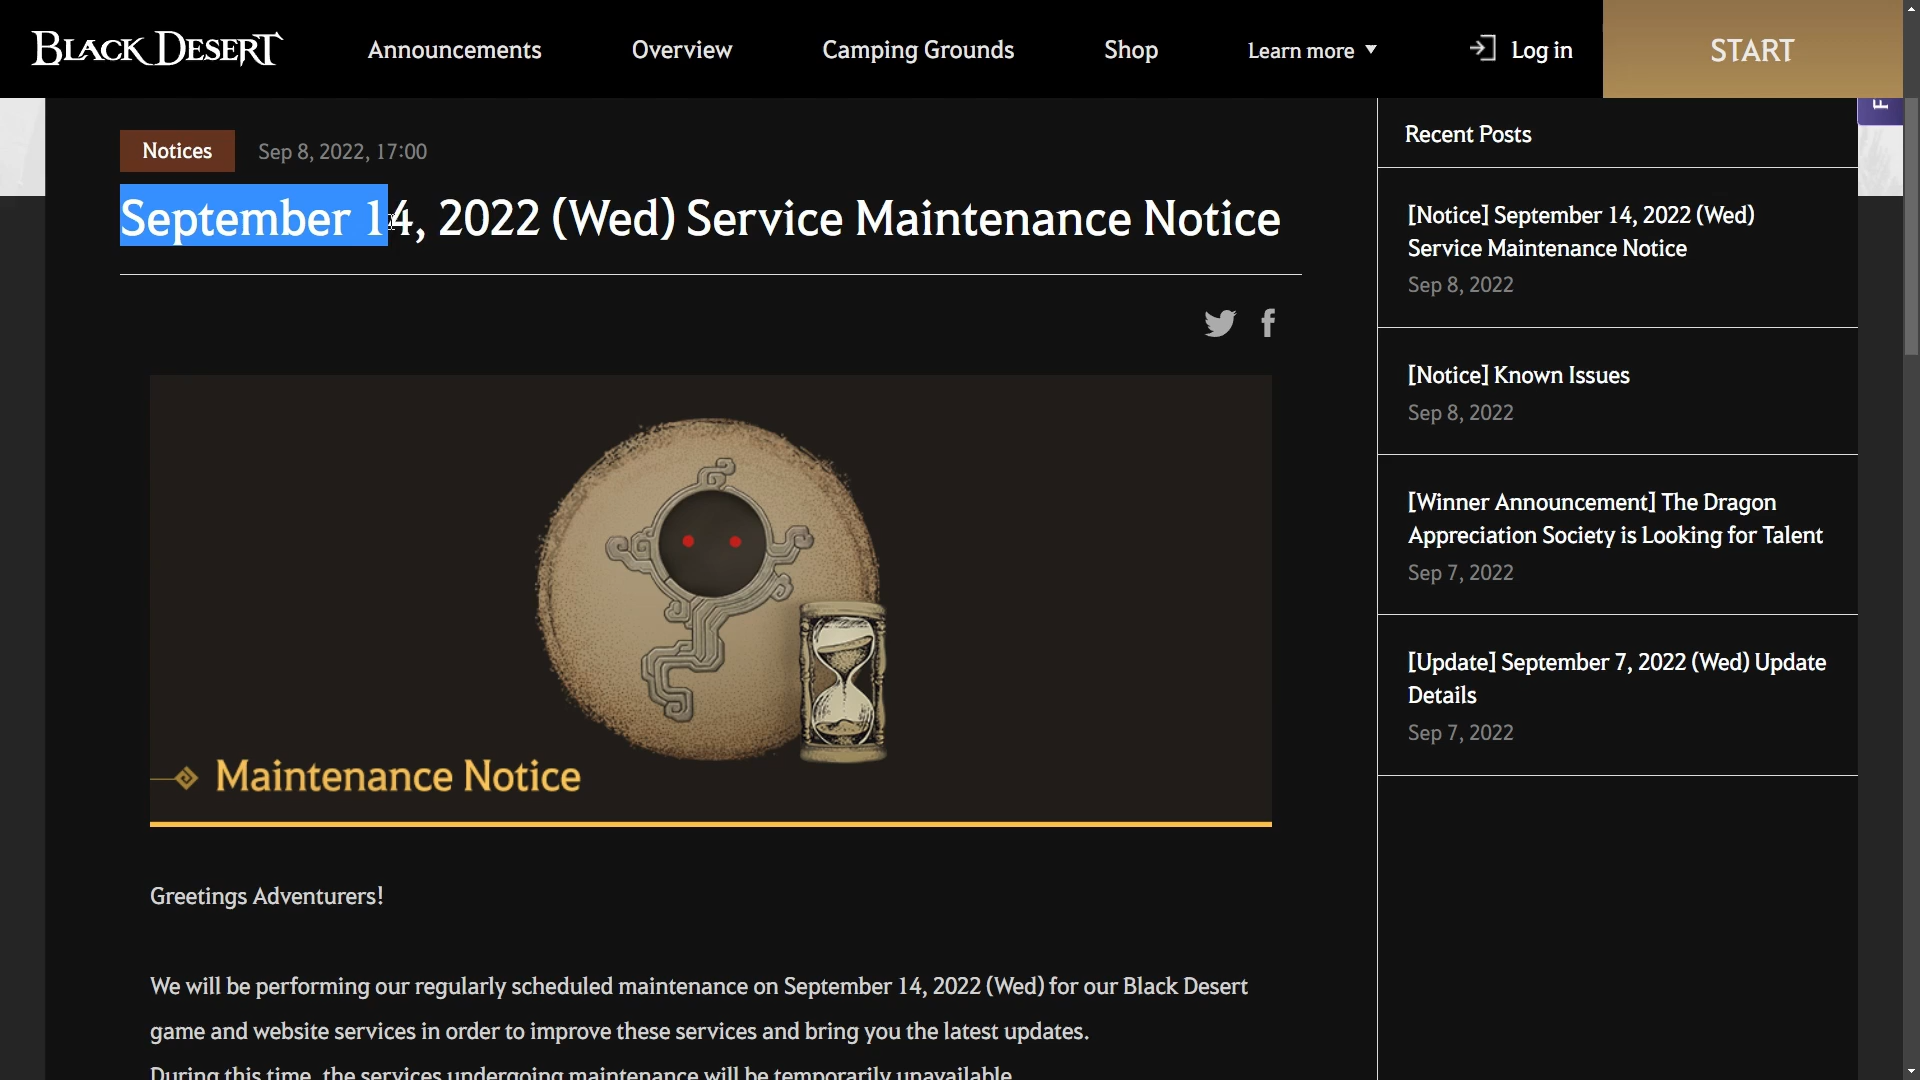 BLACK DESERT
Announcements
Overview
Camping Grounds
Shop
Learn more
Log in
START
Notices
Sep 8, 2022, 17:00
September 14, 2022 (Wed) Service Maintenance Notice
Maintenance Notice
Greetings Adventurers!
We will be performing our regularly scheduled maintenance on September 14, 2022 (Wed) for our Black Desert
game and website services in order to improve these services and bring you the latest updates.
During this time, the services undergoing maintenance will be temporarily unavailable.
Recent Posts
[Notice] September 14, 2022 (Wed)
Service Maintenance Notice
Sep 8, 2022
[Notice] Known Issues
Sep 8, 2022
[Winner Announcement] The Dragon
Appreciation Society is Looking for Talent
Sep 7, 2022
[Update] September 7, 2022 (Wed) Update
Details
Sep 7, 2022